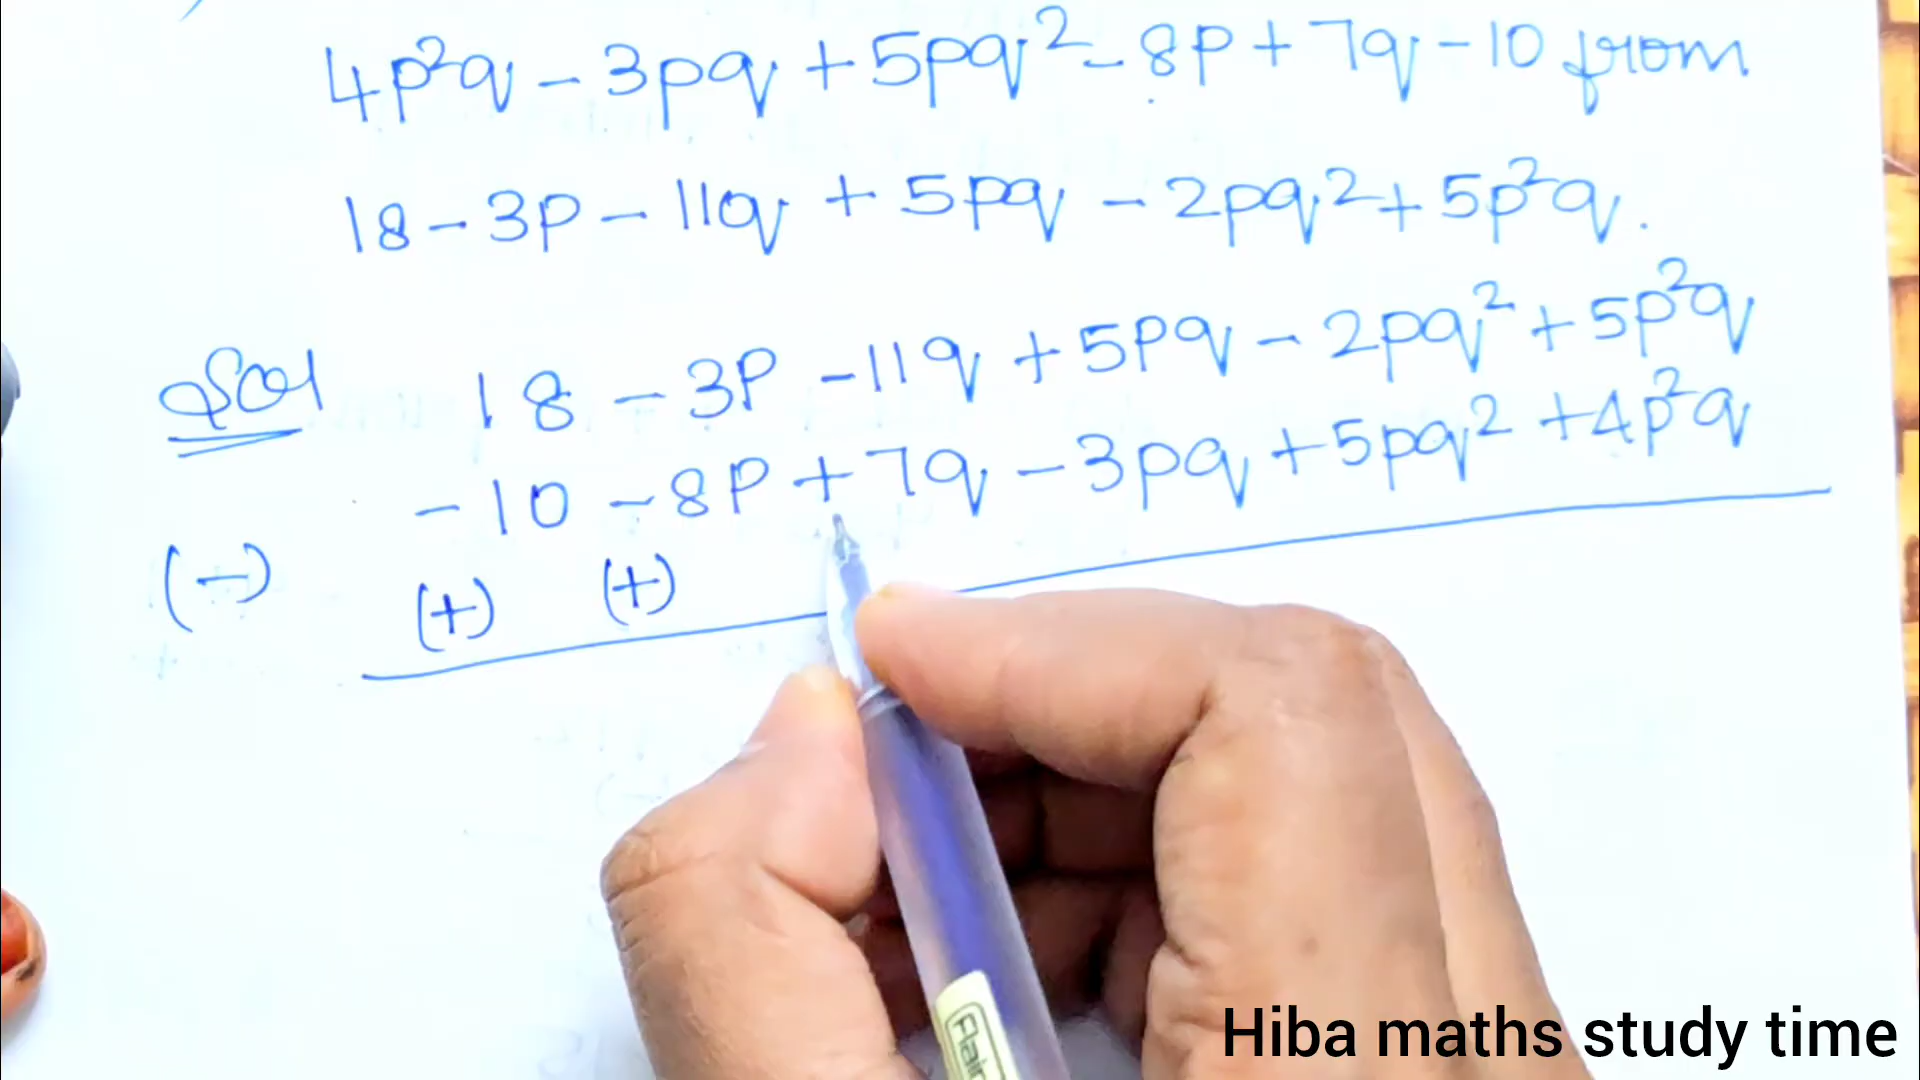 4p²q - 3pq + 5pq² - 8p + 7q - 10 from
18 - 3p - 11q + 5pq - 2pq² + 5p²q.
Sol 18 - 3p - 11q + 5pq - 2pq² + 5p²q
- 10 - 8p + 7q - 3pq + 5pq² + 4p²q
(-) (+) (+)
Flair
Hiba maths study time